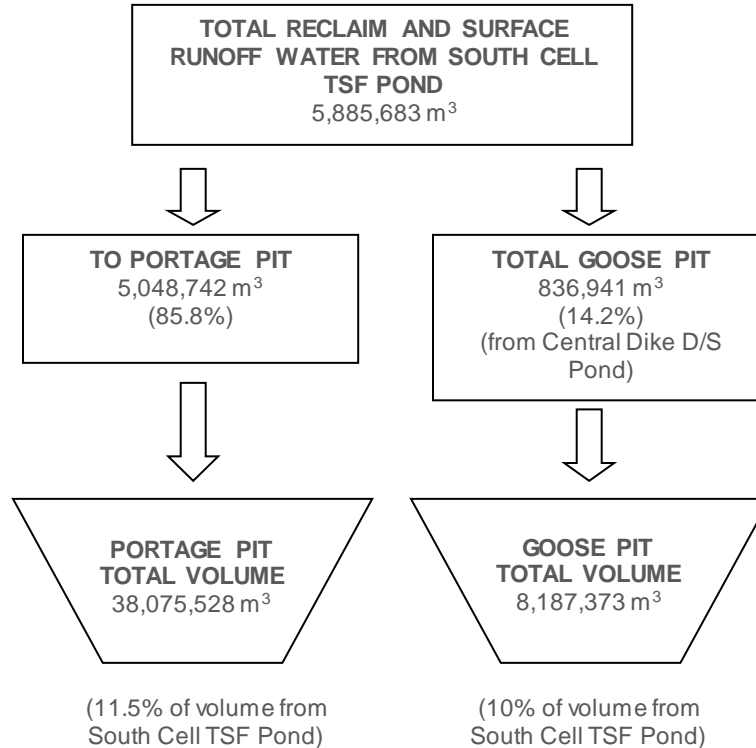 TOTAL RECLAIM AND SURFACE
RUNOFF WATER FROM SOUTH CELL
TSF POND
5,885,683 m³
TO PORTAGE PIT
5,048,742 m³
(85.8%)
TOTAL GOOSE PIT
836,941 m³
(14.2%)
(from Central Dike D/S
Pond)
PORTAGE PIT
TOTAL VOLUME
38,075,528 m³
GOOSE PIT
TOTAL VOLUME
8,187,373 m³
(11.5% of volume from
South Cell TSF Pond)
(10% of volume from
South Cell TSF Pond)